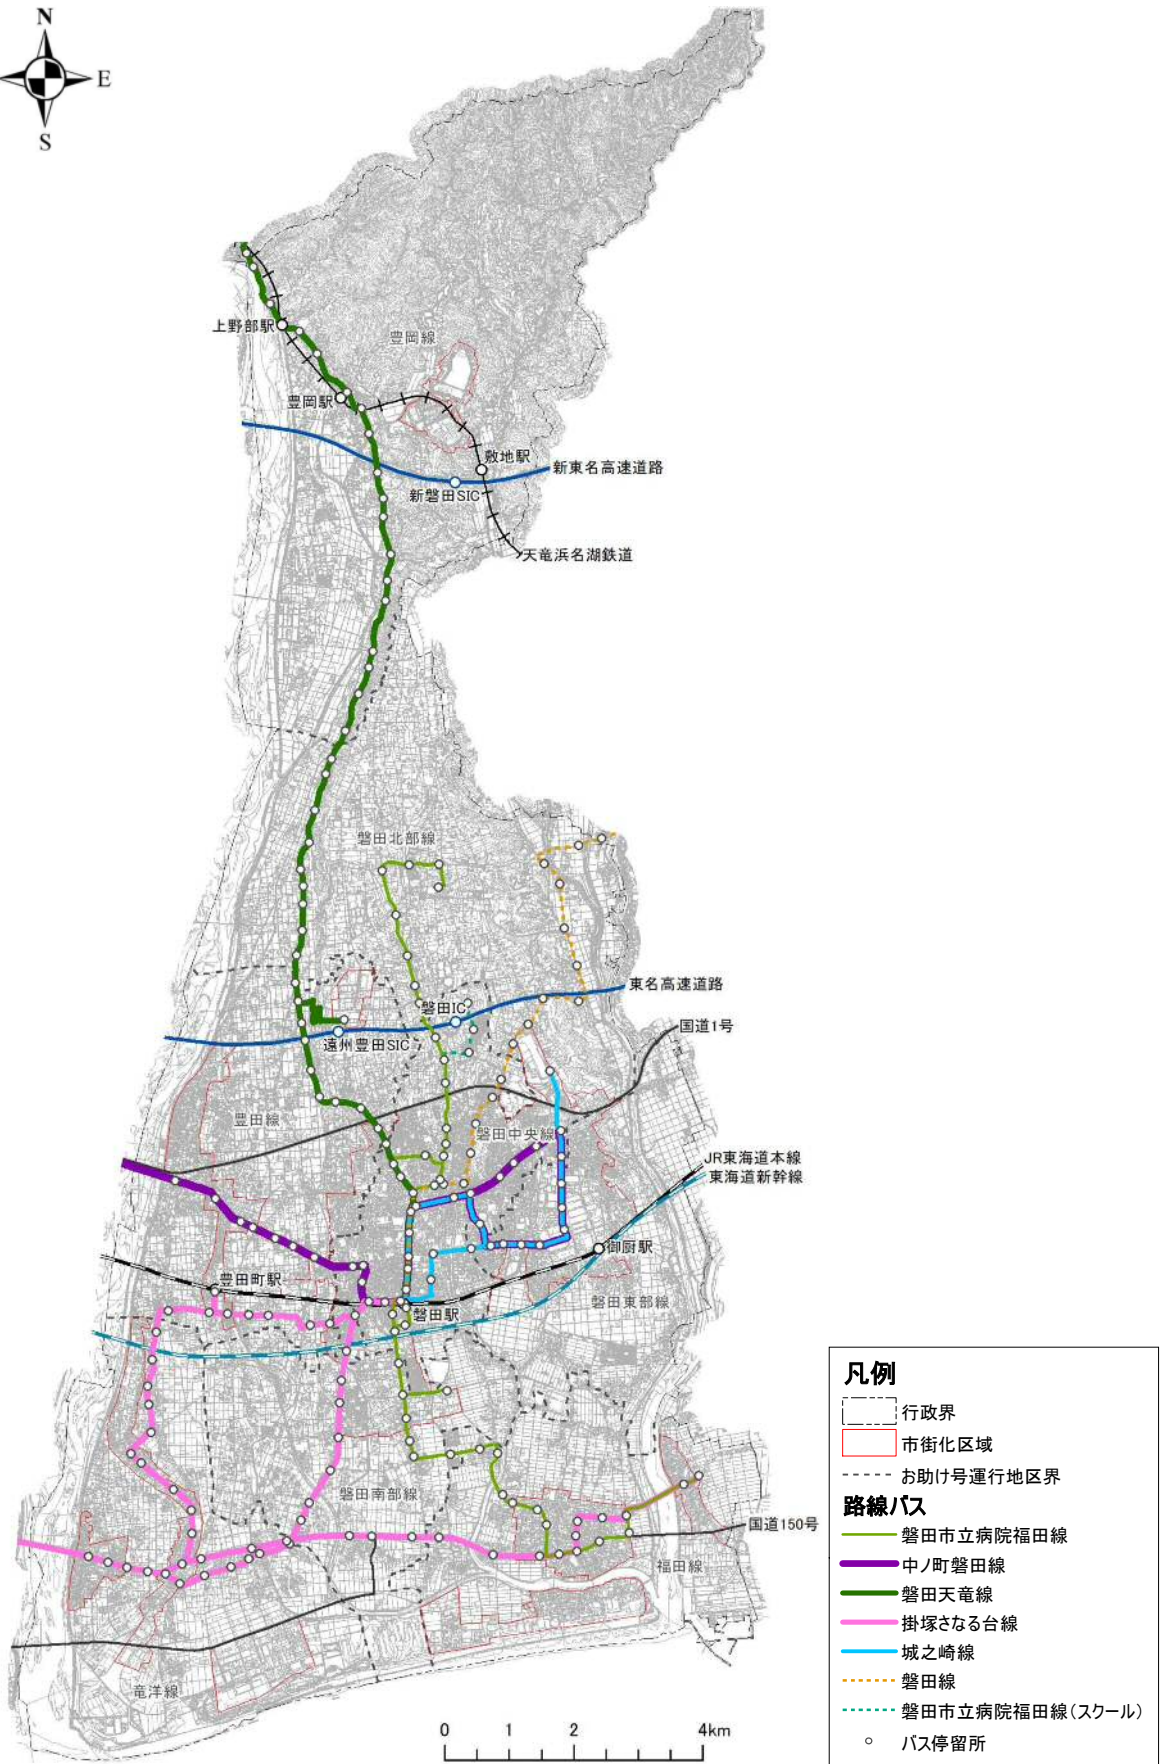 N
E
S
上野部駅
豊岡線
豊岡駅
敷地駅
新東名高速道路
新磐田SIC
天竜浜名湖鉄道
磐田北部線
東名高速道路
磐田IC
国道1号
遠州豊田SIC
豊田線
磐田中央線
JR東海道本線
東海道新幹線
御厨駅
豊田町駅
磐田東部線
磐田駅
磐田南部線
国道150号
福田線
竜洋線
0 1 2 4km
凡例
行政界
市街化区域
お助け号運行地区界
路線バス
磐田市立病院福田線
中ノ町磐田線
磐田天竜線
掛塚さなる台線
城之崎線
磐田線
磐田市立病院福田線(スクール)
バス停留所